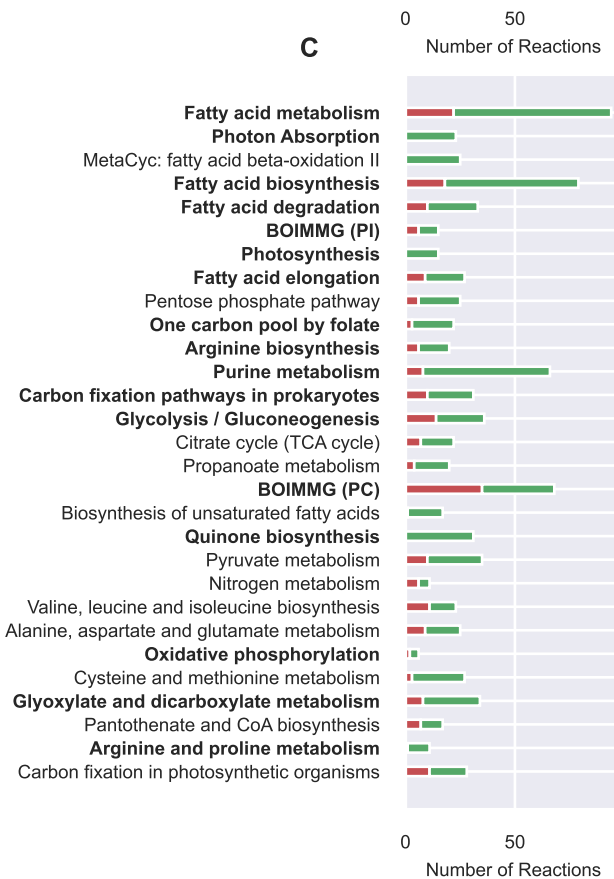 0 50
Number of Reactions
C
Fatty acid metabolism
Photon Absorption
MetaCyc: fatty acid beta-oxidation II
Fatty acid biosynthesis
Fatty acid degradation
BOIMMG (PI)
Photosynthesis
Fatty acid elongation
Pentose phosphate pathway
One carbon pool by folate
Arginine biosynthesis
Purine metabolism
Carbon fixation pathways in prokaryotes
Glycolysis / Gluconeogenesis
Citrate cycle (TCA cycle)
Propanoate metabolism
BOIMMG (PC)
Biosynthesis of unsaturated fatty acids
Quinone biosynthesis
Pyruvate metabolism
Nitrogen metabolism
Valine, leucine and isoleucine biosynthesis
Alanine, aspartate and glutamate metabolism
Oxidative phosphorylation
Cysteine and methionine metabolism
Glyoxylate and dicarboxylate metabolism
Pantothenate and CoA biosynthesis
Arginine and proline metabolism
Carbon fixation in photosynthetic organisms
0 50
Number of Reactions